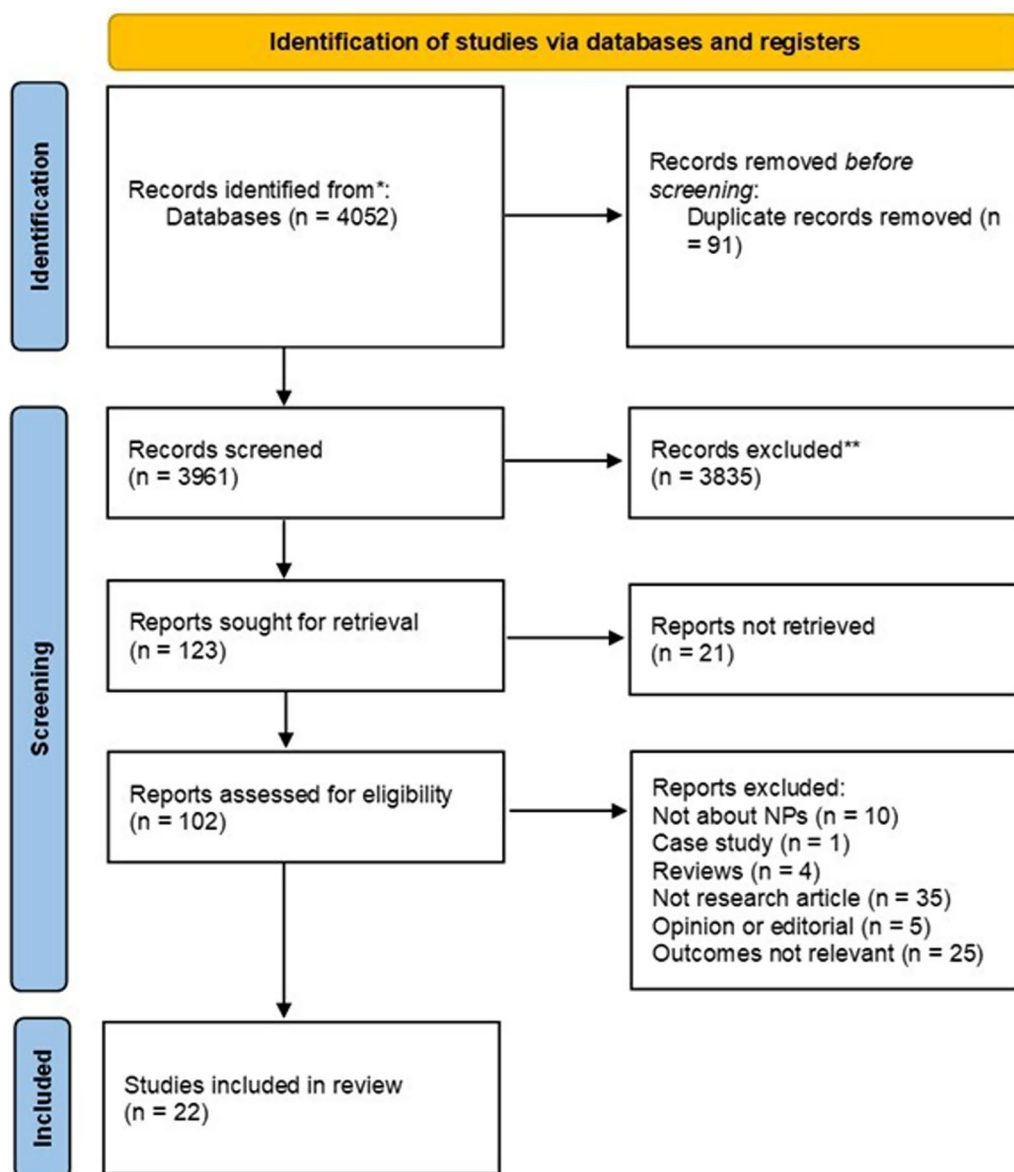 Identification of studies via databases and registers
Identification
Records identified from*:
Databases (n = 4052)
Records removed before
screening:
Duplicate records removed (n
= 91)
Screening
Records screened
(n = 3961)
Records excluded**
(n = 3835)
Reports sought for retrieval
(n = 123)
Reports not retrieved
(n = 21)
Reports assessed for eligibility
(n = 102)
Reports excluded:
Not about NPs (n = 10)
Case study (n = 1)
Reviews (n = 4)
Not research article (n = 35)
Opinion or editorial (n = 5)
Outcomes not relevant (n = 25)
Included
Studies included in review
(n = 22)